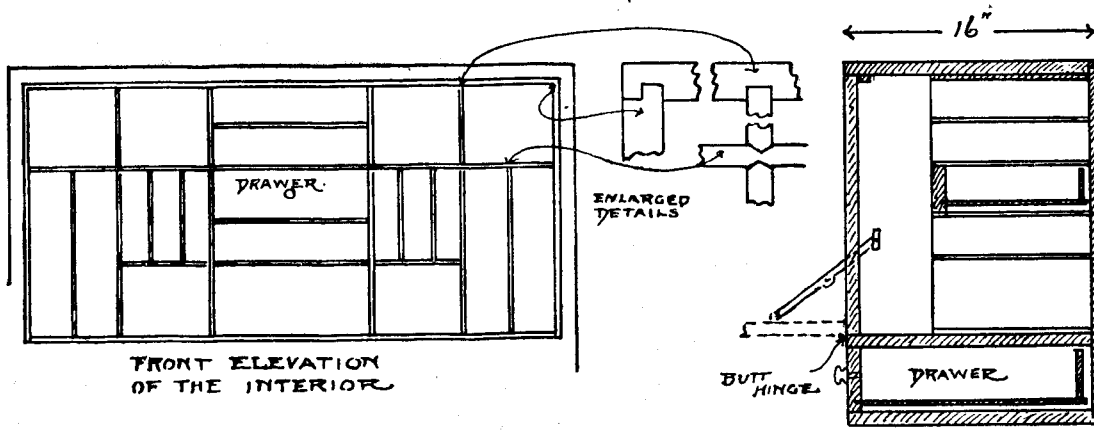 16"
DRAWER.
ENLARGED
DETAILS
FRONT ELEVATION
OF THE INTERIOR
BUTT
HINGE
DRAWER